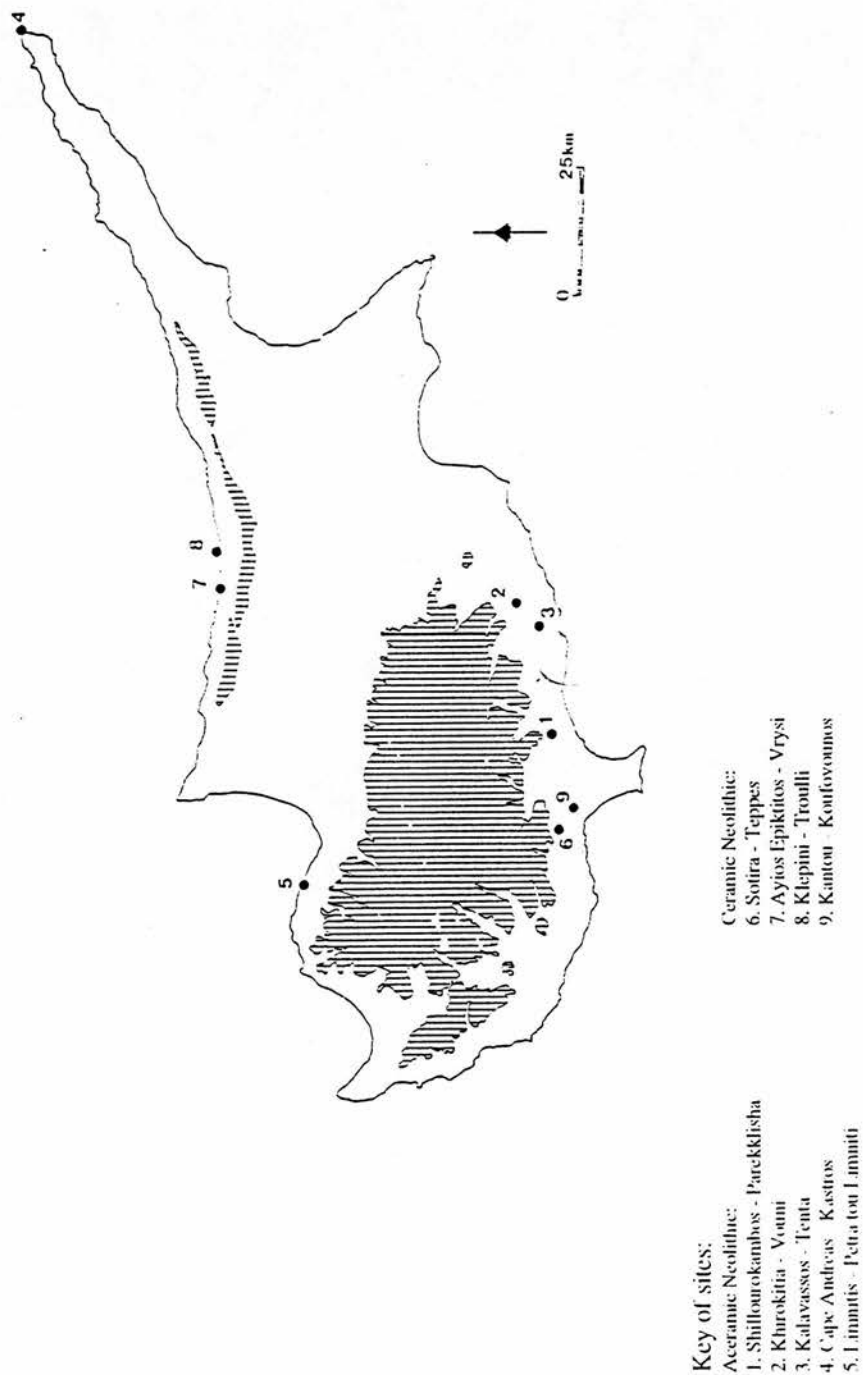 4
8
7
5
2
3
1
9
6
0 25km
Key of sites:
Aceramic Neolithic:
1. Shillourokambos - Parekklisha
2. Khirokitia - Vouni
3. Kalavassos - Tenta
4. Cape Andreas Kastros
5. Limnitis - Petra tou Limniti
Ceramic Neolithic:
6. Sotira - Teppes
7. Ayios Epiktitos - Vrysi
8. Klepini - Troulli
9. Kantou - Koufovounos